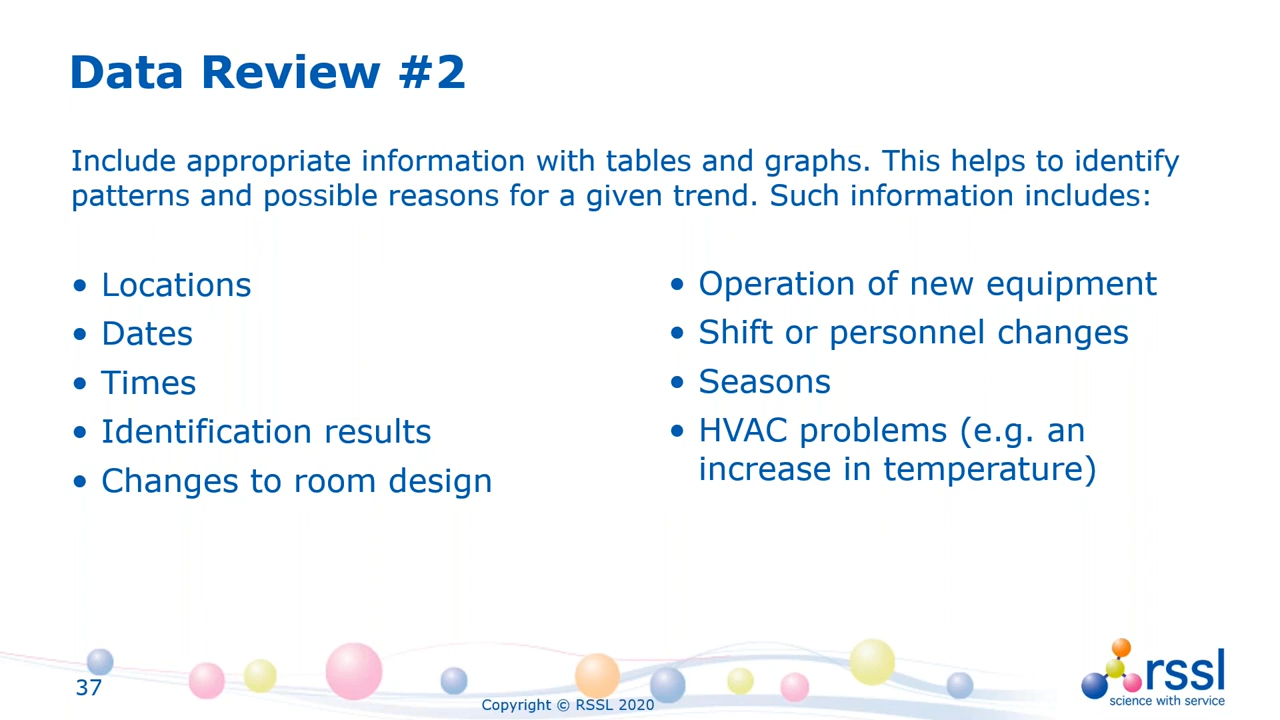 Data Review #2
Include appropriate information with tables and graphs. This helps to identify
patterns and possible reasons for a given trend. Such information includes:
• Locations
• Dates
• Times
• Identification results
• Changes to room design
• Operation of new equipment
• Shift or personnel changes
• Seasons
• HVAC problems (e.g. an
increase in temperature)
37
Copyright © RSSL 2020
rssl
science with service